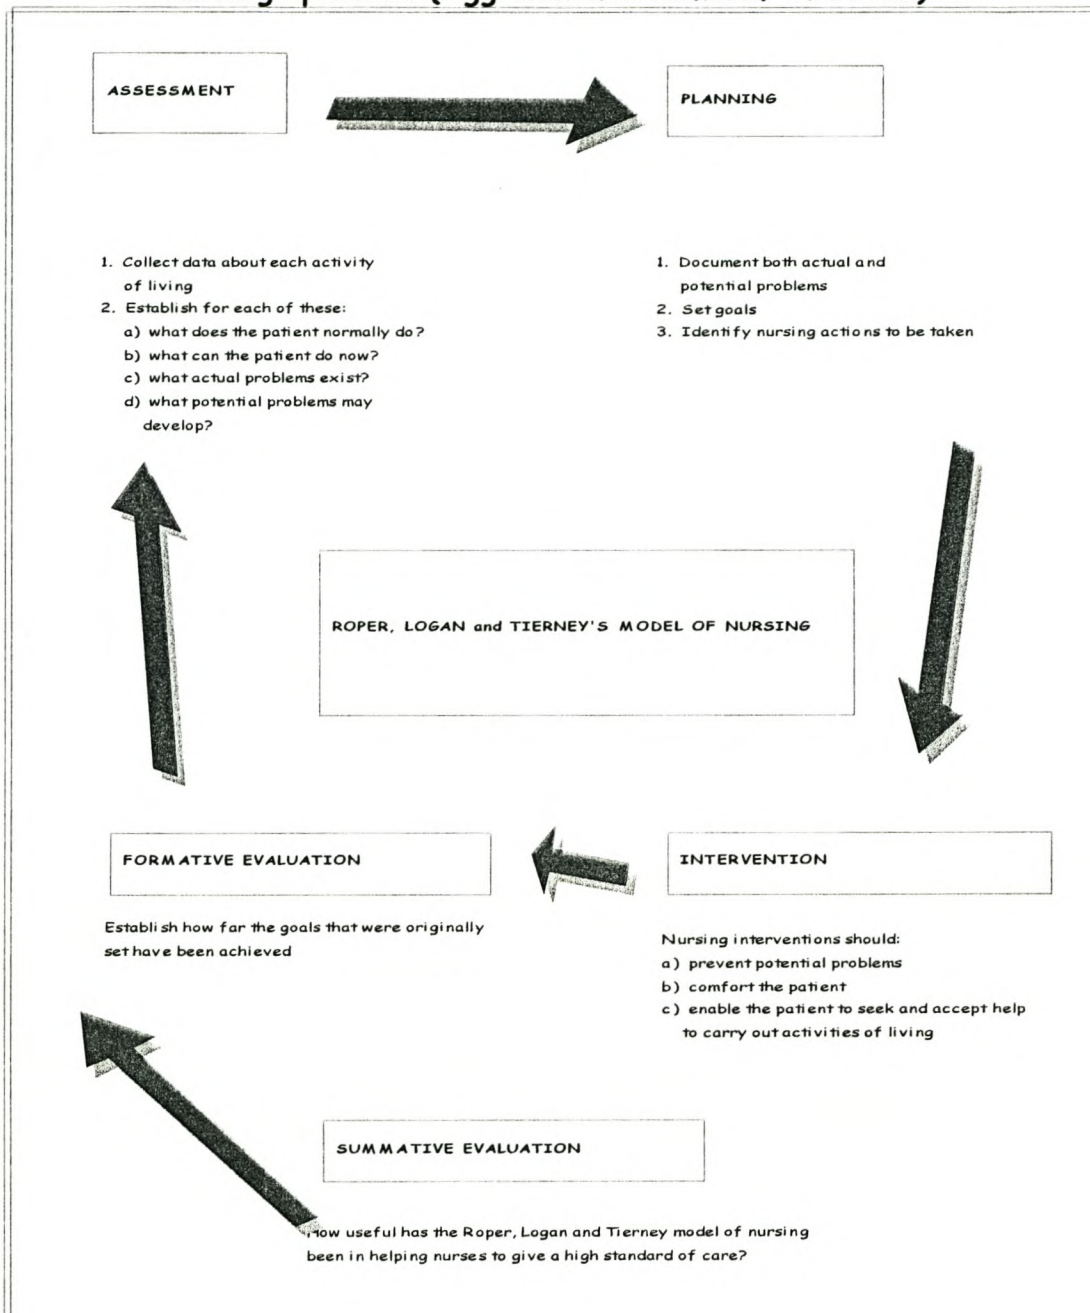 ASSESSMENT
PLANNING
1. Collect data about each activity
of living
2. Establish for each of these:
a) what does the patient normally do?
b) what can the patient do now?
c) what actual problems exist?
d) what potential problems may
develop?
1. Document both actual and
potential problems
2. Set goals
3. Identify nursing actions to be taken
ROPER, LOGAN and TIERNEY'S MODEL OF NURSING
FORMATIVE EVALUATION
Establish how far the goals that were originally
set have been achieved
INTERVENTION
Nursing interventions should:
a) prevent potential problems
b) comfort the patient
c) enable the patient to seek and accept help
to carry out activities of living
SUMMATIVE EVALUATION
How useful has the Roper, Logan and Tierney model of nursing
been in helping nurses to give a high standard of care?